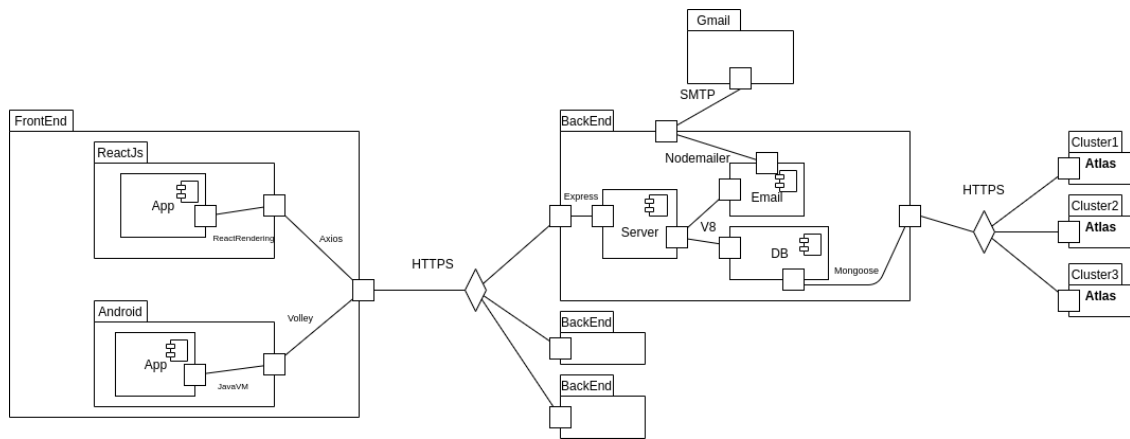 Gmail
SMTP
FrontEnd
ReactJs
App
ReactRendering
Axios
HTTPS
Android
App
JavaVM
Volley
BackEnd
Nodemailer
Express
Server
V8
Email
DB
Mongoose
BackEnd
BackEnd
HTTPS
Cluster1
Atlas
Cluster2
Atlas
Cluster3
Atlas